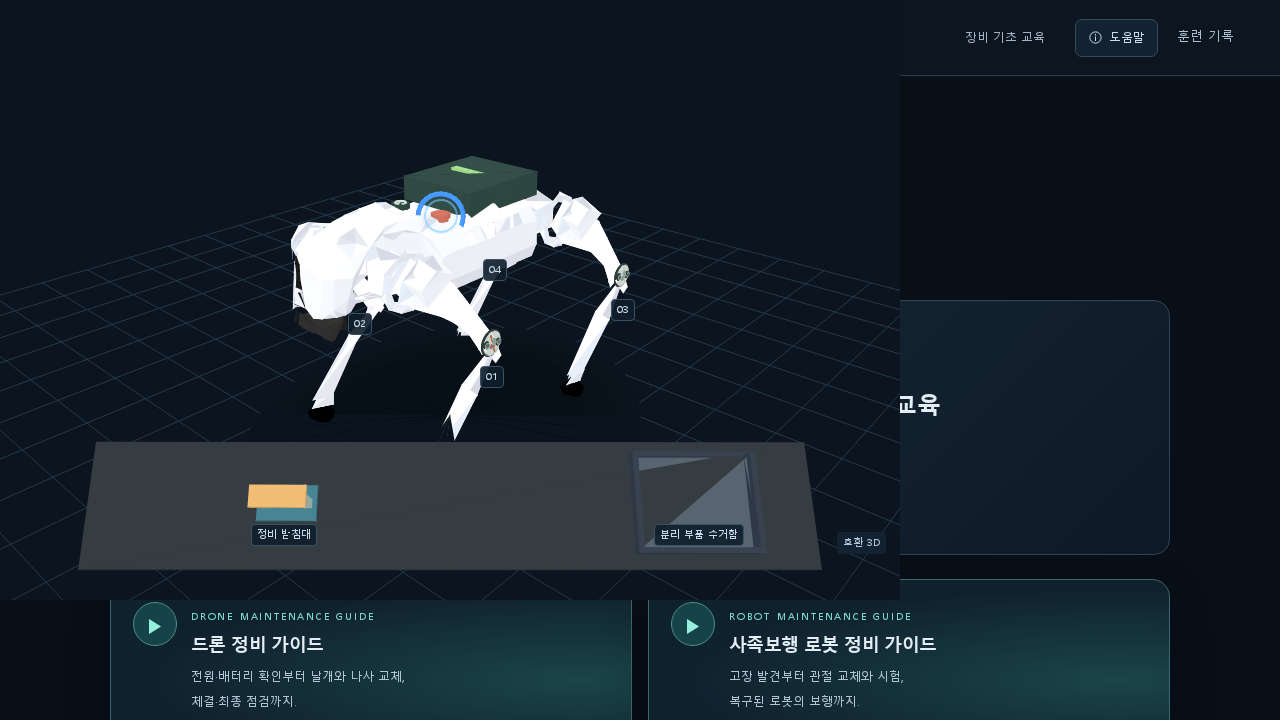 장비 기초 교육
도움말
훈련 기록
04
03
02
01
정비 받침대
분리 부품 수거함
호환 3D
교육
DRONE MAINTENANCE GUIDE
드론 정비 가이드
전원·배터리 확인부터 날개와 나사 교체,
체결·최종 점검까지.
ROBOT MAINTENANCE GUIDE
사족보행 로봇 정비 가이드
고장 발견부터 관절 교체와 시험,
복구된 로봇의 보행까지.